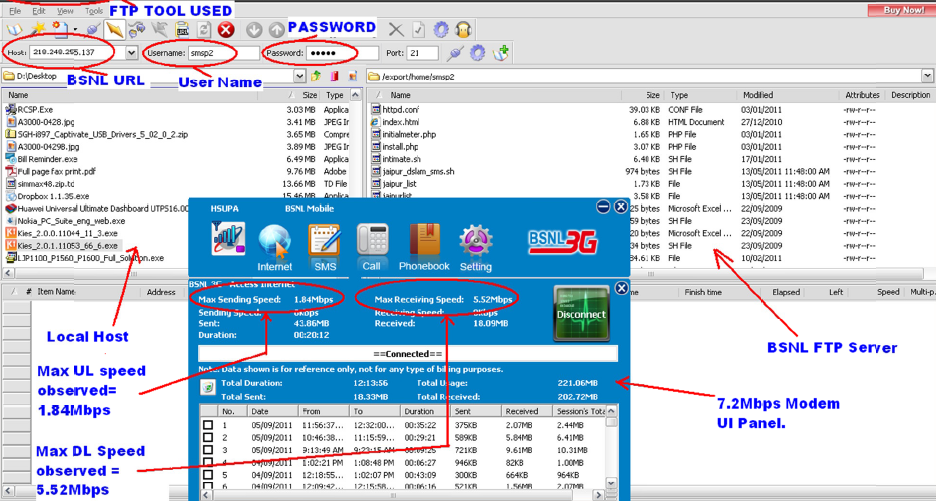 FTP TOOL USED
File Edit View Tools
Buy Now!
PASSWORD
Host: 218.248.255.137 Username: smsp2 Password: ●●●●● Port: 21
BSNL URL
User Name
D:\Desktop
/export/home/smsp2
Name Size Type
Name Size Type Modified Attributes Description
RCSP.Exe 3.03 MB Applica
A3000-0428.jpg 3.41 MB JPEG Ir
SGH-i897_Captivate_USB_Drivers_5_02_0_2.zip 3.65 MB Compre
A3000-0429B.jpg 3.89 MB JPEG Ir
Bill Reminder.exe 6.49 MB Applica
Full page fax print.pdf 9.76 MB Adobe
simmax48.zip.td 13.66 MB TD File
Dropbox 1.1.35.exe 15.46 MB Applica
Huawei Universal Ultimate Dashboard UTPS16.00
Nokia_PC_Suite_eng_web.exe
Kies_2.0.0.11044_11_3.exe
Kies_2.0.1.11053_66_6.exe
LJP1100_P1560_P1600_Full_Solution.exe
httpd.conf 39.03 KB CONF File 03/01/2011 -rw-r--r--
index.html 6.88 KB HTML Document 27/12/2010 -rw-r--r--
initialmeter.php 1.65 KB PHP File 03/01/2011 -rw-r--r--
install.php 3.07 KB PHP File 03/01/2011 -rw-r--r--
intimate.sh 6.48 KB SH File 17/01/2011 -rw-r--r--
jaipur_dslam_sms.sh 974 bytes SH File 13/05/2011 11:48:00 AM -rw-r--r--
jaipur_list 1.73 KB File 13/05/2011 11:48:00 AM -rw-r--r--
3.58 KB File 13/05/2011 11:48:00 AM -rw-r--r--
25 bytes Microsoft Excel ... 22/09/2009 -rw-r--r--
59 bytes SH File 22/09/2009 -rw-r--r--
20 bytes Microsoft Excel ... 22/09/2009 -rw-r--r--
34 bytes SH File 23/09/2009 -rw-r--r--
4.61 KB File 10/02/2011 -rw-r--r--
# Item Name Address
Finish time Elapsed Left Speed Multi-p.
HSUPA BSNL Mobile
Internet SMS Call Phonebook Setting
BSNL 3G
BSNL 3G - Access Internet
Max Sending Speed: 1.84Mbps Max Receiving Speed: 5.52Mbps
Sending Speed: 0Kbps Receiving Speed: 0Kbps
Sent: 43.86MB Received: 18.09MB
Duration: 00:20:12
Disconnect
==Connected==
Note: Data shown is for reference only, not for any type of billing purposes.
Total Duration: 12:13:56 Total Usage: 221.06MB
Total Sent: 18.33MB Total Received: 202.72MB
No. Date From To Duration Sent Received Session's Tota
1 05/09/2011 11:56:37... 12:32:00... 00:35:22 375KB 2.07MB 2.44MB
2 05/09/2011 10:46:38... 11:15:59... 00:29:21 589KB 5.84MB 6.41MB
3 05/09/2011 9:13:49 AM 9:23:15 AM 00:09:25 721KB 9.61MB 10.31MB
4 04/09/2011 1:02:21 PM 1:08:48 PM 00:06:27 946KB 82KB 1.00MB
5 04/09/2011 12:18:55... 1:02:07 PM 00:43:09 300KB 664KB 964KB
6 04/09/2011 12:09:42... 12:15:58... 00:06:16 521KB 1.56MB 2.07MB
Local Host
BSNL FTP Server
Max UL speed
observed=
1.84Mbps
7.2Mbps Modem
UI Panel.
Max DL Speed
observed =
5.52Mbps